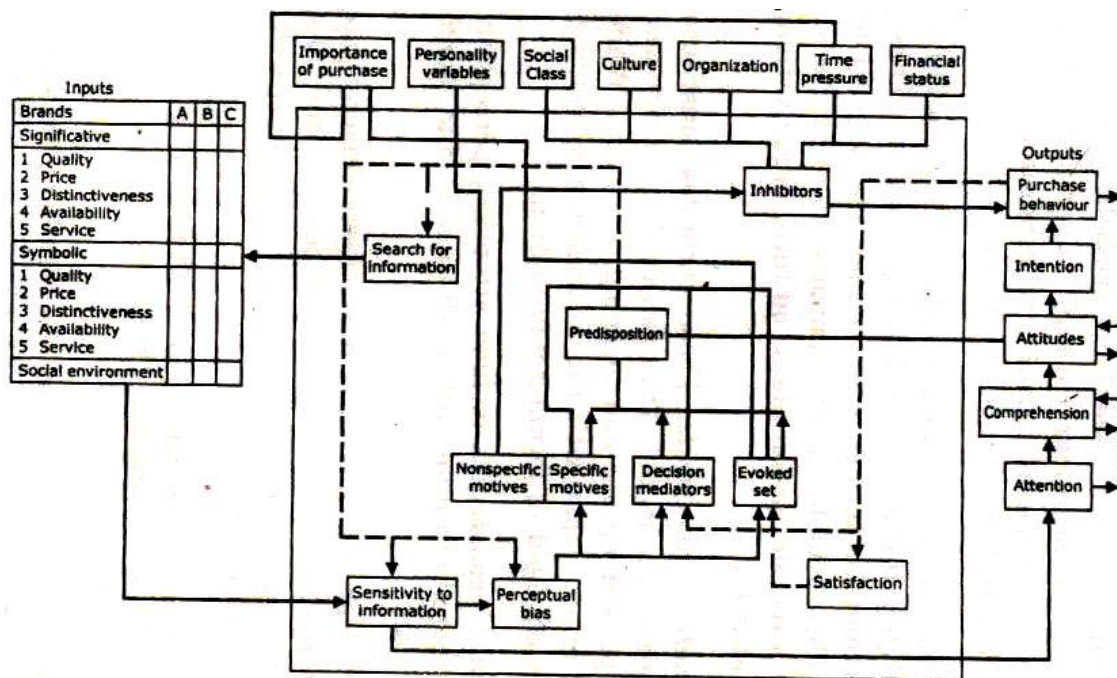 Importance
of purchase
Personality
variables
Social
Class
Culture
Organization
Time
pressure
Financial
status
Inputs
Brands A B C
Significative
1 Quality
2 Price
3 Distinctiveness
4 Availability
5 Service
Symbolic
1 Quality
2 Price
3 Distinctiveness
4 Availability
5 Service
Social environment
Search for
information
Inhibitors
Predisposition
Nonspecific
motives
Specific
motives
Decision
mediators
Evoked
set
Sensitivity to
information
Perceptual
bias
Satisfaction
Outputs
Purchase
behaviour
Intention
Attitudes
Comprehension
Attention